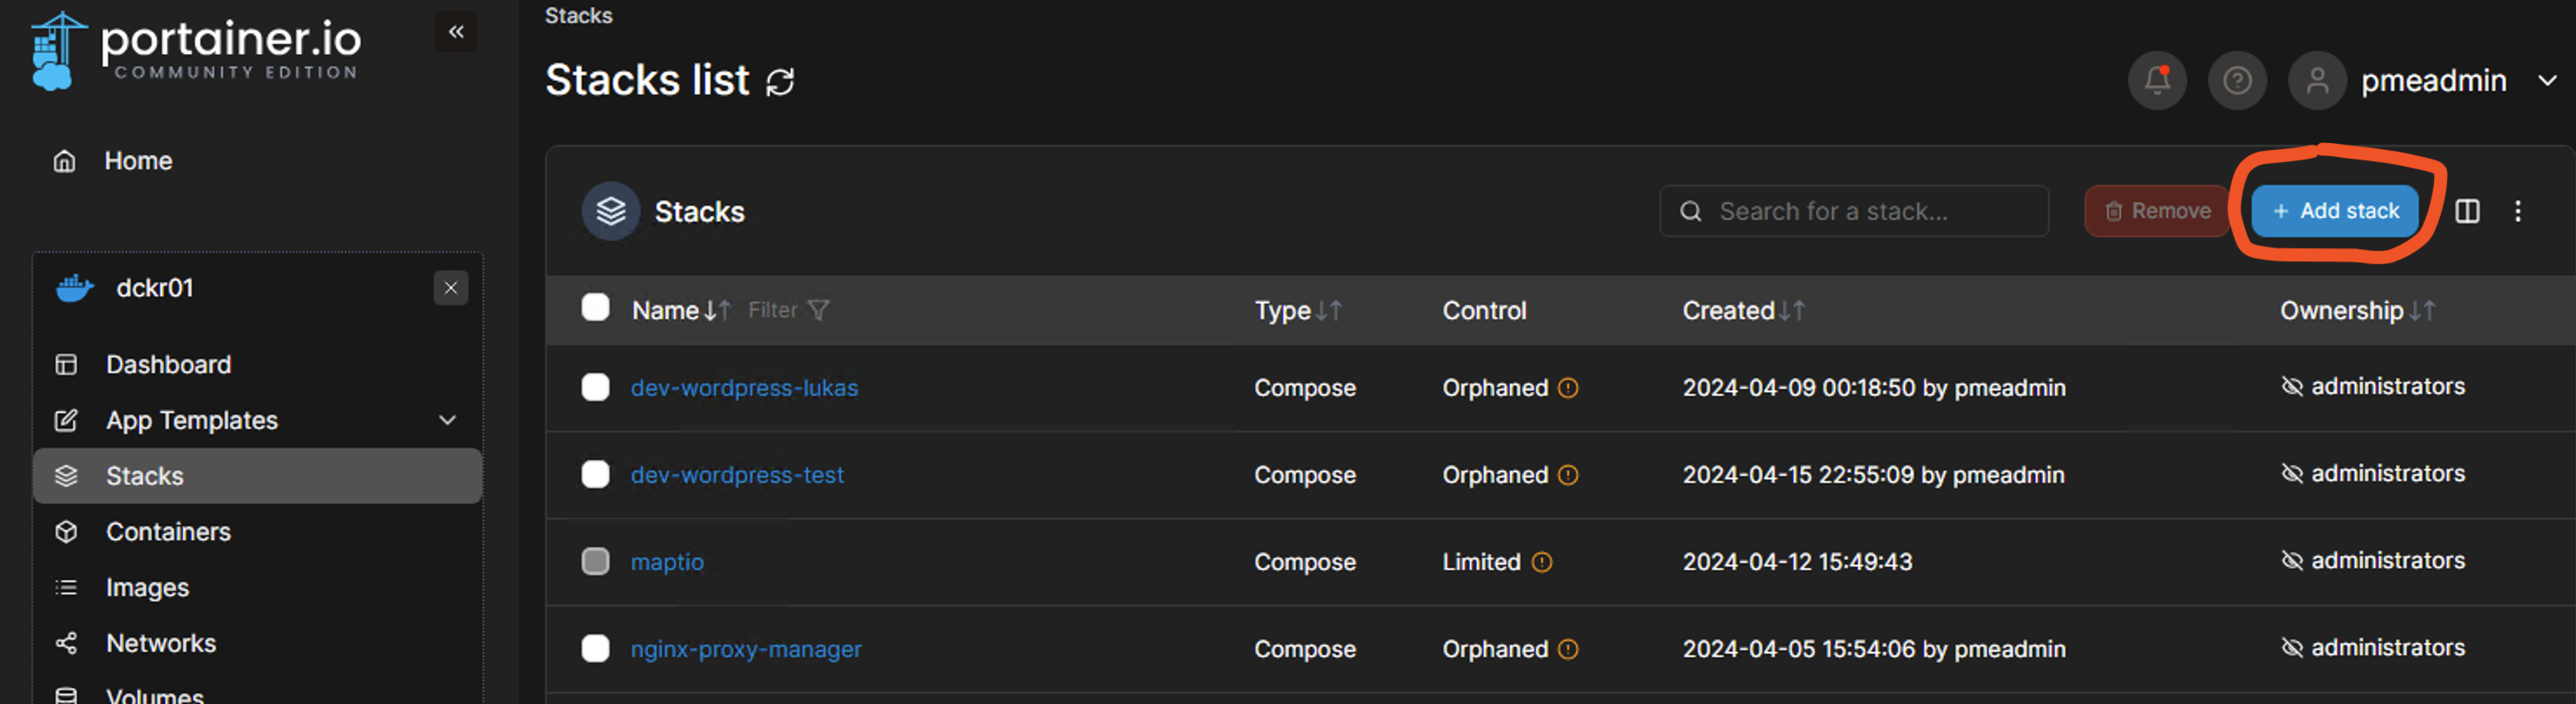 portainer.io
COMMUNITY EDITION
Home
dckr01
Dashboard
App Templates
Stacks
Containers
Images
Networks
Volumes
Stacks
Stacks list
pmeadmin
Stacks
Search for a stack...
Remove
+ Add stack
Name Filter Type Control Created Ownership
dev-wordpress-lukas Compose Orphaned 2024-04-09 00:18:50 by pmeadmin administrators
dev-wordpress-test Compose Orphaned 2024-04-15 22:55:09 by pmeadmin administrators
maptio Compose Limited 2024-04-12 15:49:43 administrators
nginx-proxy-manager Compose Orphaned 2024-04-05 15:54:06 by pmeadmin administrators